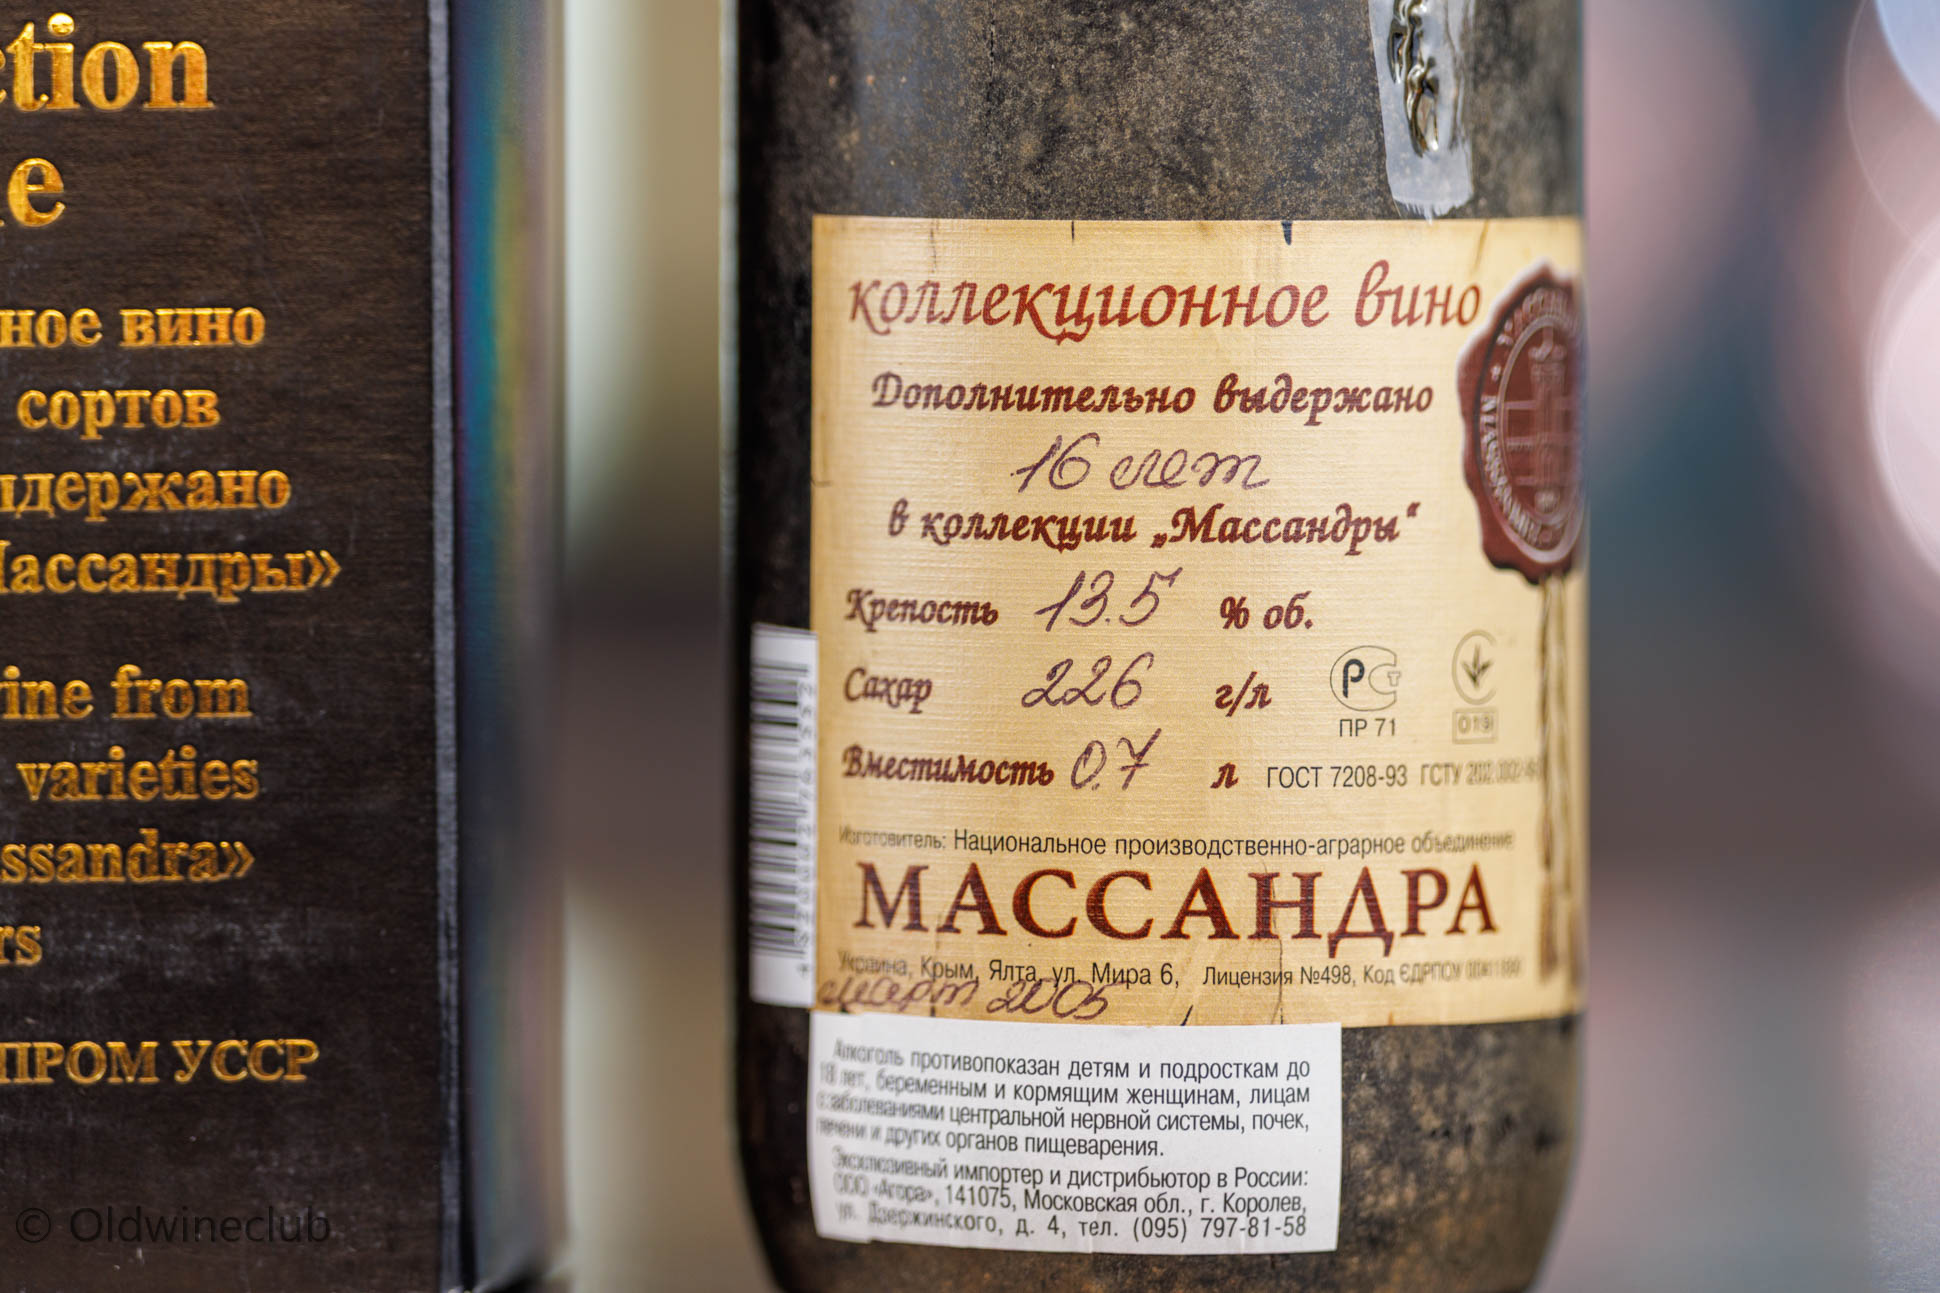 ction
e
ное вино
сортов
держано
Массандры»
ine from
varieties
assandra»
rs
ПРОМ УССР
коллекционное вино
Дополнительно выдержано
16 лет
в коллекции „Массандры“
Крепость 13.5 % об.
Сахар 226 г/л
ПР 71
019
Вместимость 0.7 л ГОСТ 7208-93 ГСТУ
Изготовитель: Национальное производственно-аграрное объединение
МАССАНДРА
Украина, Крым, Ялта, ул. Мира 6, Лицензия №498, Код ЄДРПОУ
март 2005
Алкоголь противопоказан детям и подросткам до
18 лет, беременным и кормящим женщинам, лицам
с заболеваниями центральной нервной системы, почек,
печени и других органов пищеварения.
Эксклюзивный импортер и дистрибьютор в России:
ООО «Агора», 141075, Московская обл., г. Королев,
ул. Дзержинского, д. 4, тел. (095) 797-81-58
© Oldwineclub